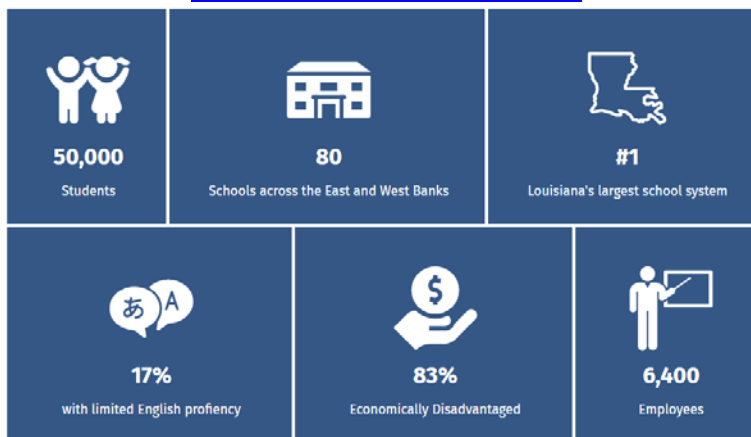 50,000
Students
80
Schools across the East and West Banks
#1
Louisiana's largest school system
あ A
17%
with limited English profiency
$
83%
Economically Disadvantaged
6,400
Employees